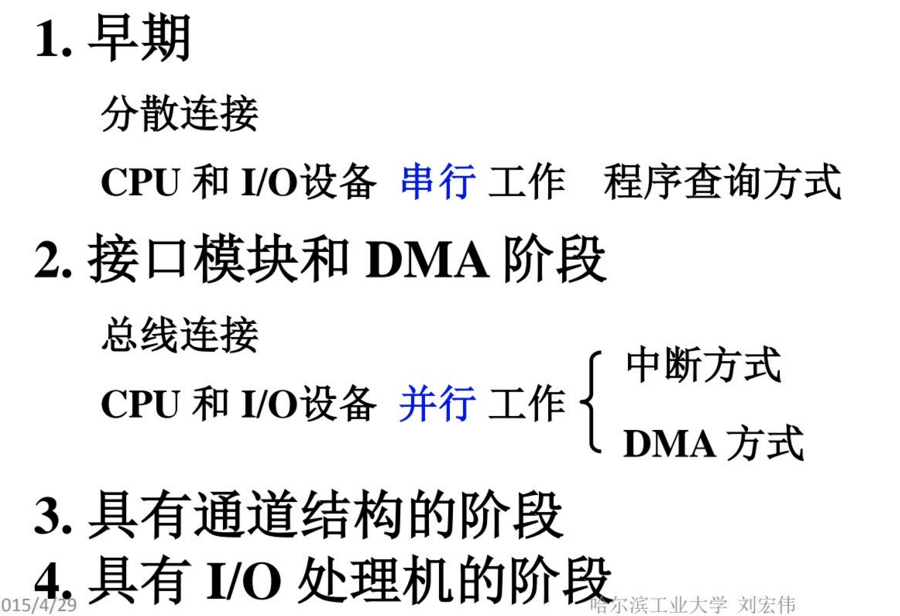 1. 早期
分散连接
CPU 和 I/O设备 串行 工作 程序查询方式
2. 接口模块和 DMA 阶段
总线连接
中断方式
CPU 和 I/O设备 并行 工作
DMA 方式
3. 具有通道结构的阶段
4. 具有 I/O 处理机的阶段
015/4/29 哈尔滨工业大学 刘宏伟